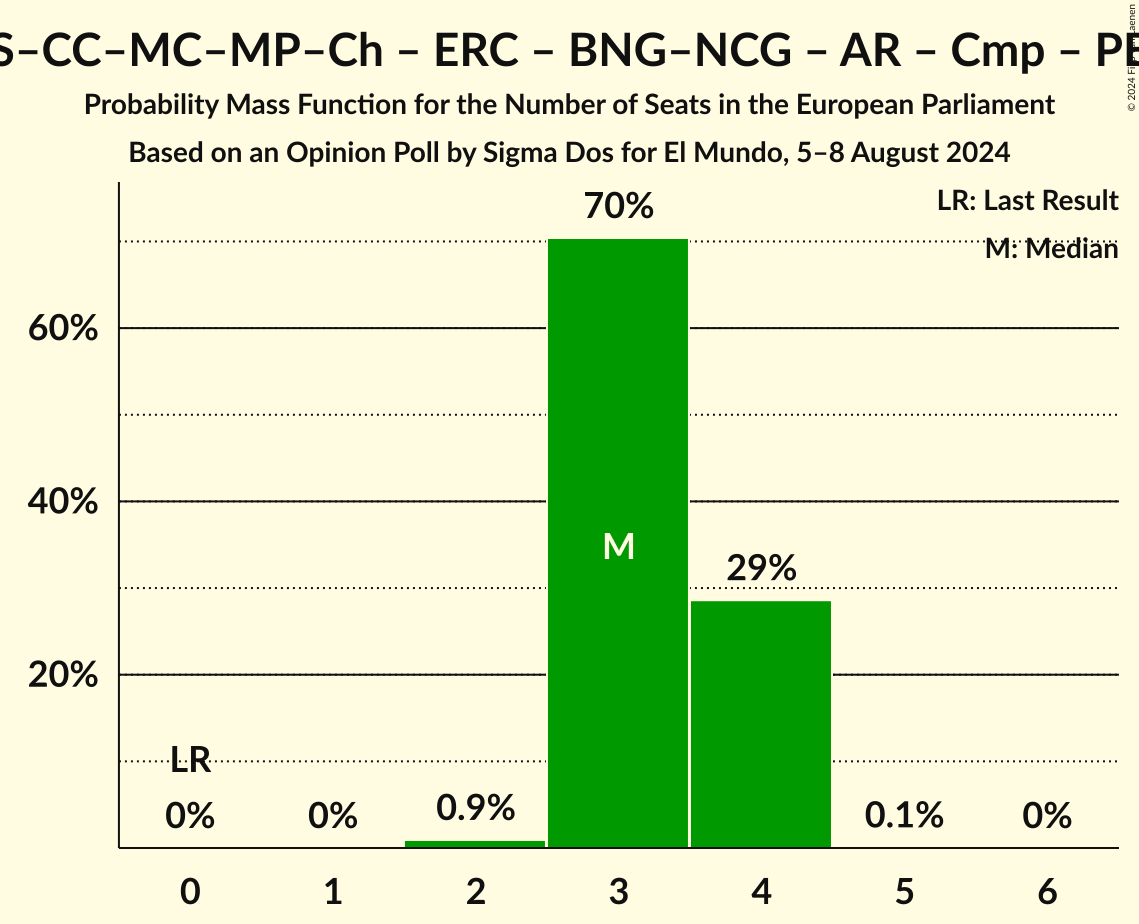 S–CC–MC–MP–Ch – ERC – BNG–NCG – AR – Cmp –
Probability Mass Function for the Number of Seats in the European Parliament
Based on an Opinion Poll by Sigma Dos for El Mundo, 5–8 August 2024
© 2024
LR: Last Result
M: Median
70%
60%
M
40%
29%
20%
LR
0%
0%
0.9%
0.1%
0%
0 1 2 3 4 5 6